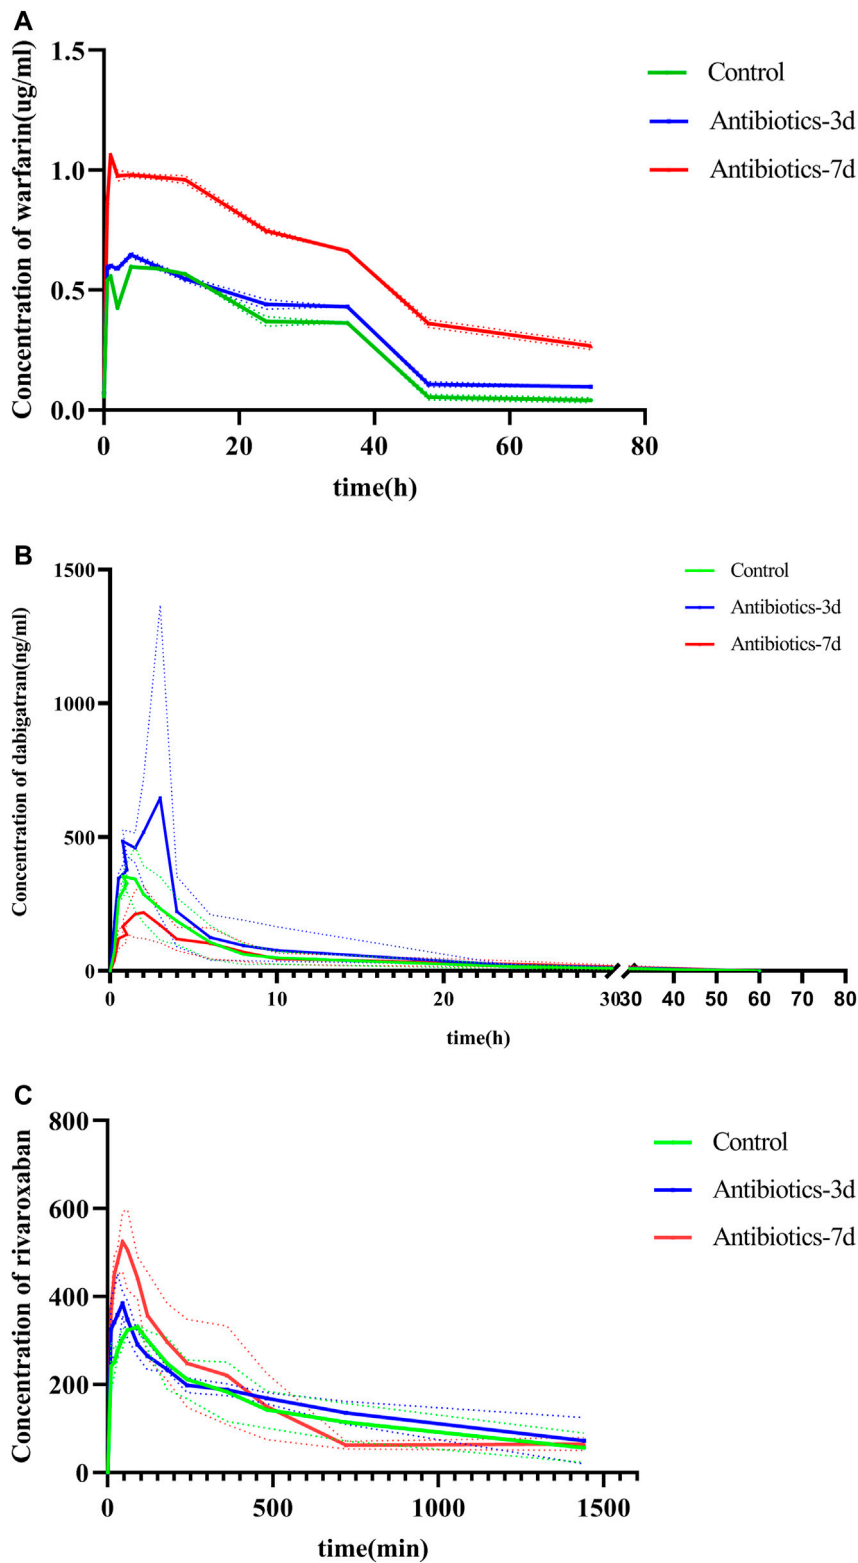 A
Concentration of warfarin(ug/ml)
1.5
1.0
0.5
0.0
0 20 40 60 80
time(h)
Control
Antibiotics-3d
Antibiotics-7d
B
Concentration of dabigatran(ng/ml)
1500
1000
500
0
0 10 20 30 30 40 50 60 70 80
time(h)
Control
Antibiotics-3d
Antibiotics-7d
C
Concentration of rivaroxaban
800
600
400
200
0
0 500 1000 1500
time(min)
Control
Antibiotics-3d
Antibiotics-7d